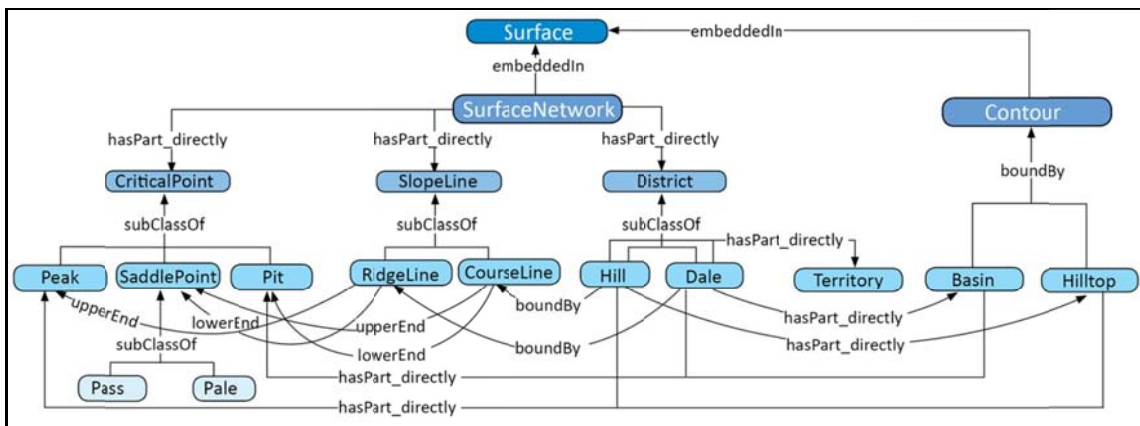 Surface
embeddedIn
embeddedIn
SurfaceNetwork
Contour
hasPart_directly
hasPart_directly
hasPart_directly
CriticalPoint
SlopeLine
District
boundBy
subClassOf
subClassOf
subClassOf
hasPart_directly
Peak
SaddlePoint
Pit
RidgeLine
CourseLine
Hill
Dale
Territory
Basin
Hilltop
upperEnd
lowerEnd
upperEnd
boundBy
hasPart_directly
subClassOf
lowerEnd
boundBy
hasPart_directly
Pass
Pale
hasPart_directly
hasPart_directly